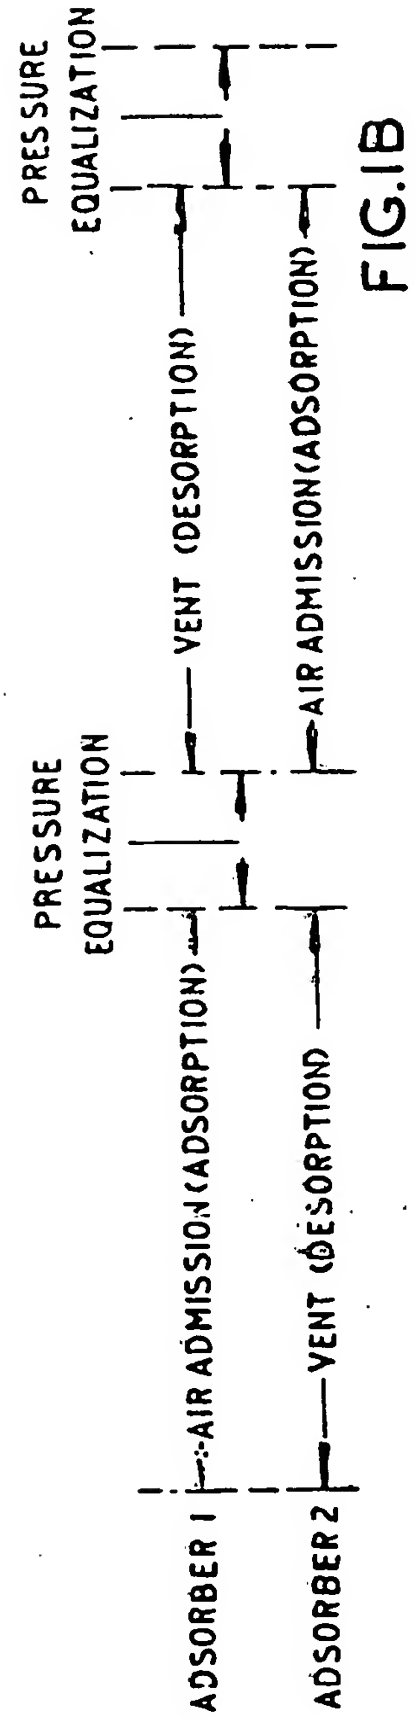 PRESSURE
EQUALIZATION
PRESSURE
EQUALIZATION
ADSORBER 1
AIR ADMISSION (ADSORPTION)
VENT (DESORPTION)
ADSORBER 2
VENT (DESORPTION)
AIR ADMISSION (ADSORPTION)
FIG.1B